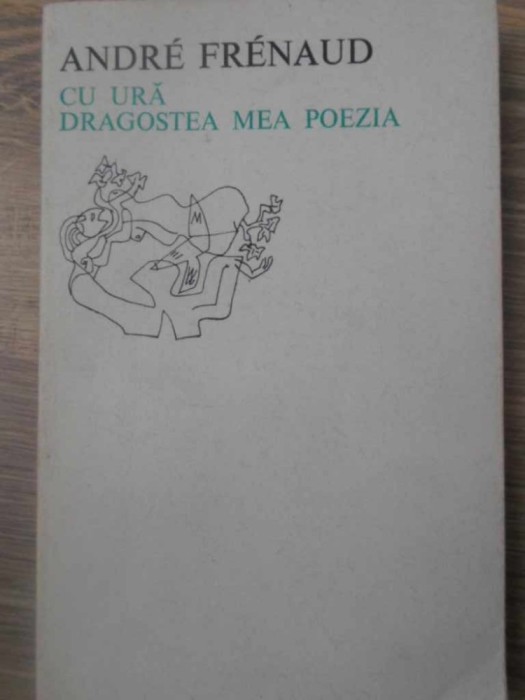 ANDRÉ FRÉNAUD
CU URĂ
DRAGOSTEA MEA POEZIA